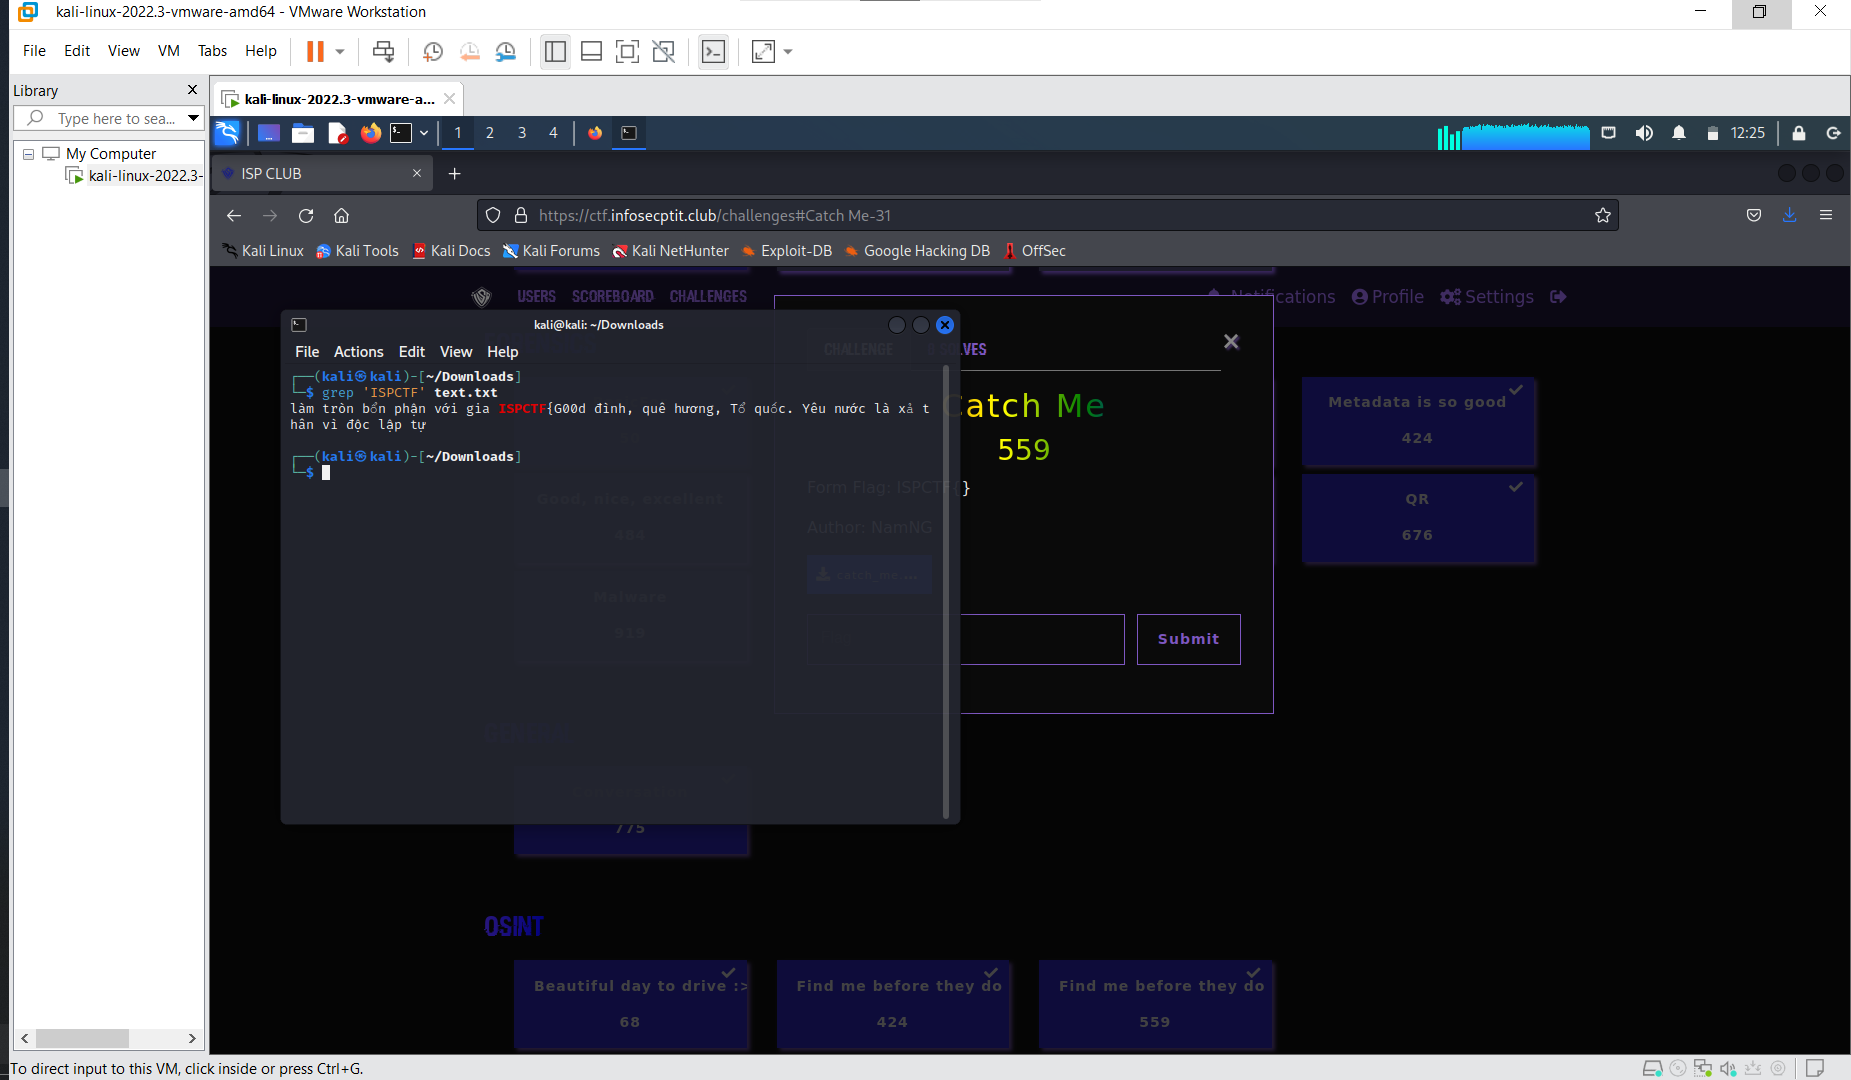 kali-linux-2022.3-vmware-amd64 - VMware Workstation
File Edit View VM Tabs Help
Library
Type here to sea...
My Computer
kali-linux-2022.3-
kali-linux-2022.3-vmware-a...
1 2 3 4
12:25
ISP CLUB
https://ctf.infosecptit.club/challenges#Catch Me-31
Kali Linux Kali Tools Kali Docs Kali Forums Kali NetHunter Exploit-DB Google Hacking DB OffSec
USERS SCOREBOARD CHALLENGES Notifications Profile Settings
kali@kali: ~/Downloads
File Actions Edit View Help
┌──(kali㉿kali)-[~/Downloads]
└─$ grep 'ISPCTF' text.txt
làm tròn bổn phận với gia ISPCTF{G00d đình, quê hương, Tổ quốc. Yêu nước là xả t
hân vì độc lập tự
┌──(kali㉿kali)-[~/Downloads]
└─$
CHALLENGE
Catch Me
559
Form Flag: ISPCTF{}
Author: NamNG
catch_me ...
Submit
Metadata is so good
424
Good, nice, excellent
QR
676
Malware
775
OSINT
Beautiful day to drive :>
68
Find me before they do
424
Find me before they do
559
To direct input to this VM, click inside or press Ctrl+G.